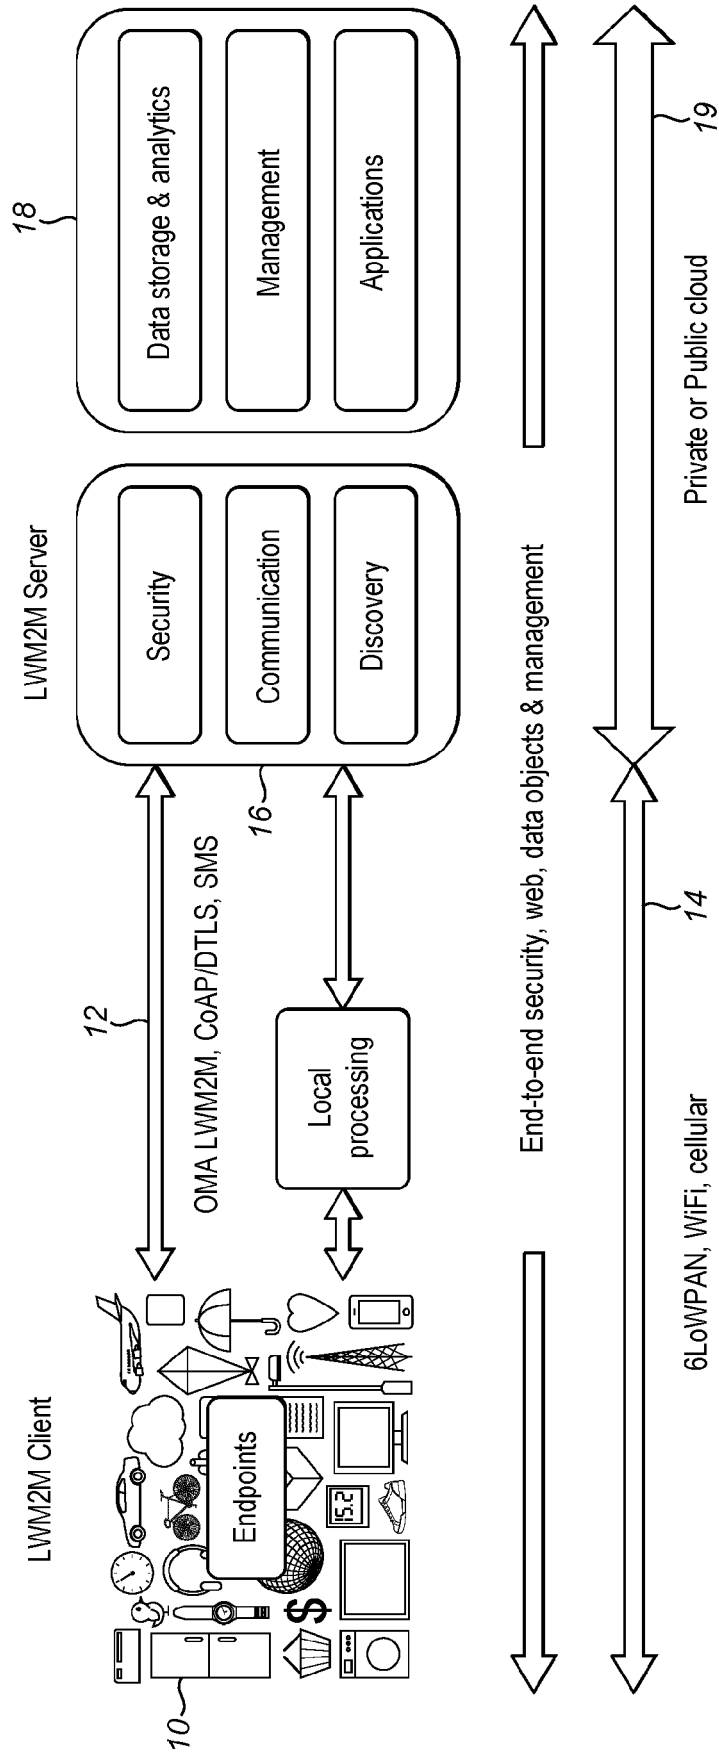 LWM2M Client
LWM2M Server
18
10
Endpoints
$
15.2
12
OMA LWM2M, CoAP/DTLS, SMS
Local
processing
16
Security
Communication
Discovery
Data storage & analytics
Management
Applications
End-to-end security, web, data objects & management
14
19
6LoWPAN, WiFi, cellular
Private or Public cloud